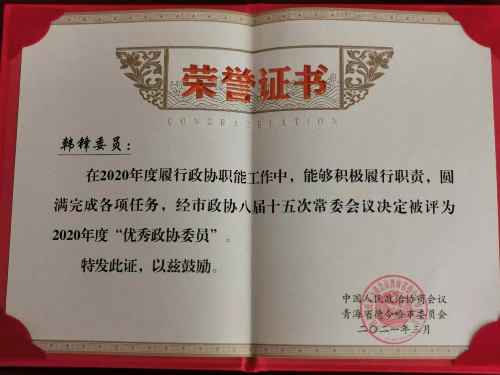 荣誉证书
CONGRATULATION
韩锋委员：
在2020年度履行政协职能工作中，能够积极履行职责，圆
满完成各项任务，经市政协八届十五次常委会议决定被评为
2020年度“优秀政协委员”。
特发此证，以兹鼓励。
中国人民政治协商会议
青海省德令哈市委员会
二〇二一年三月